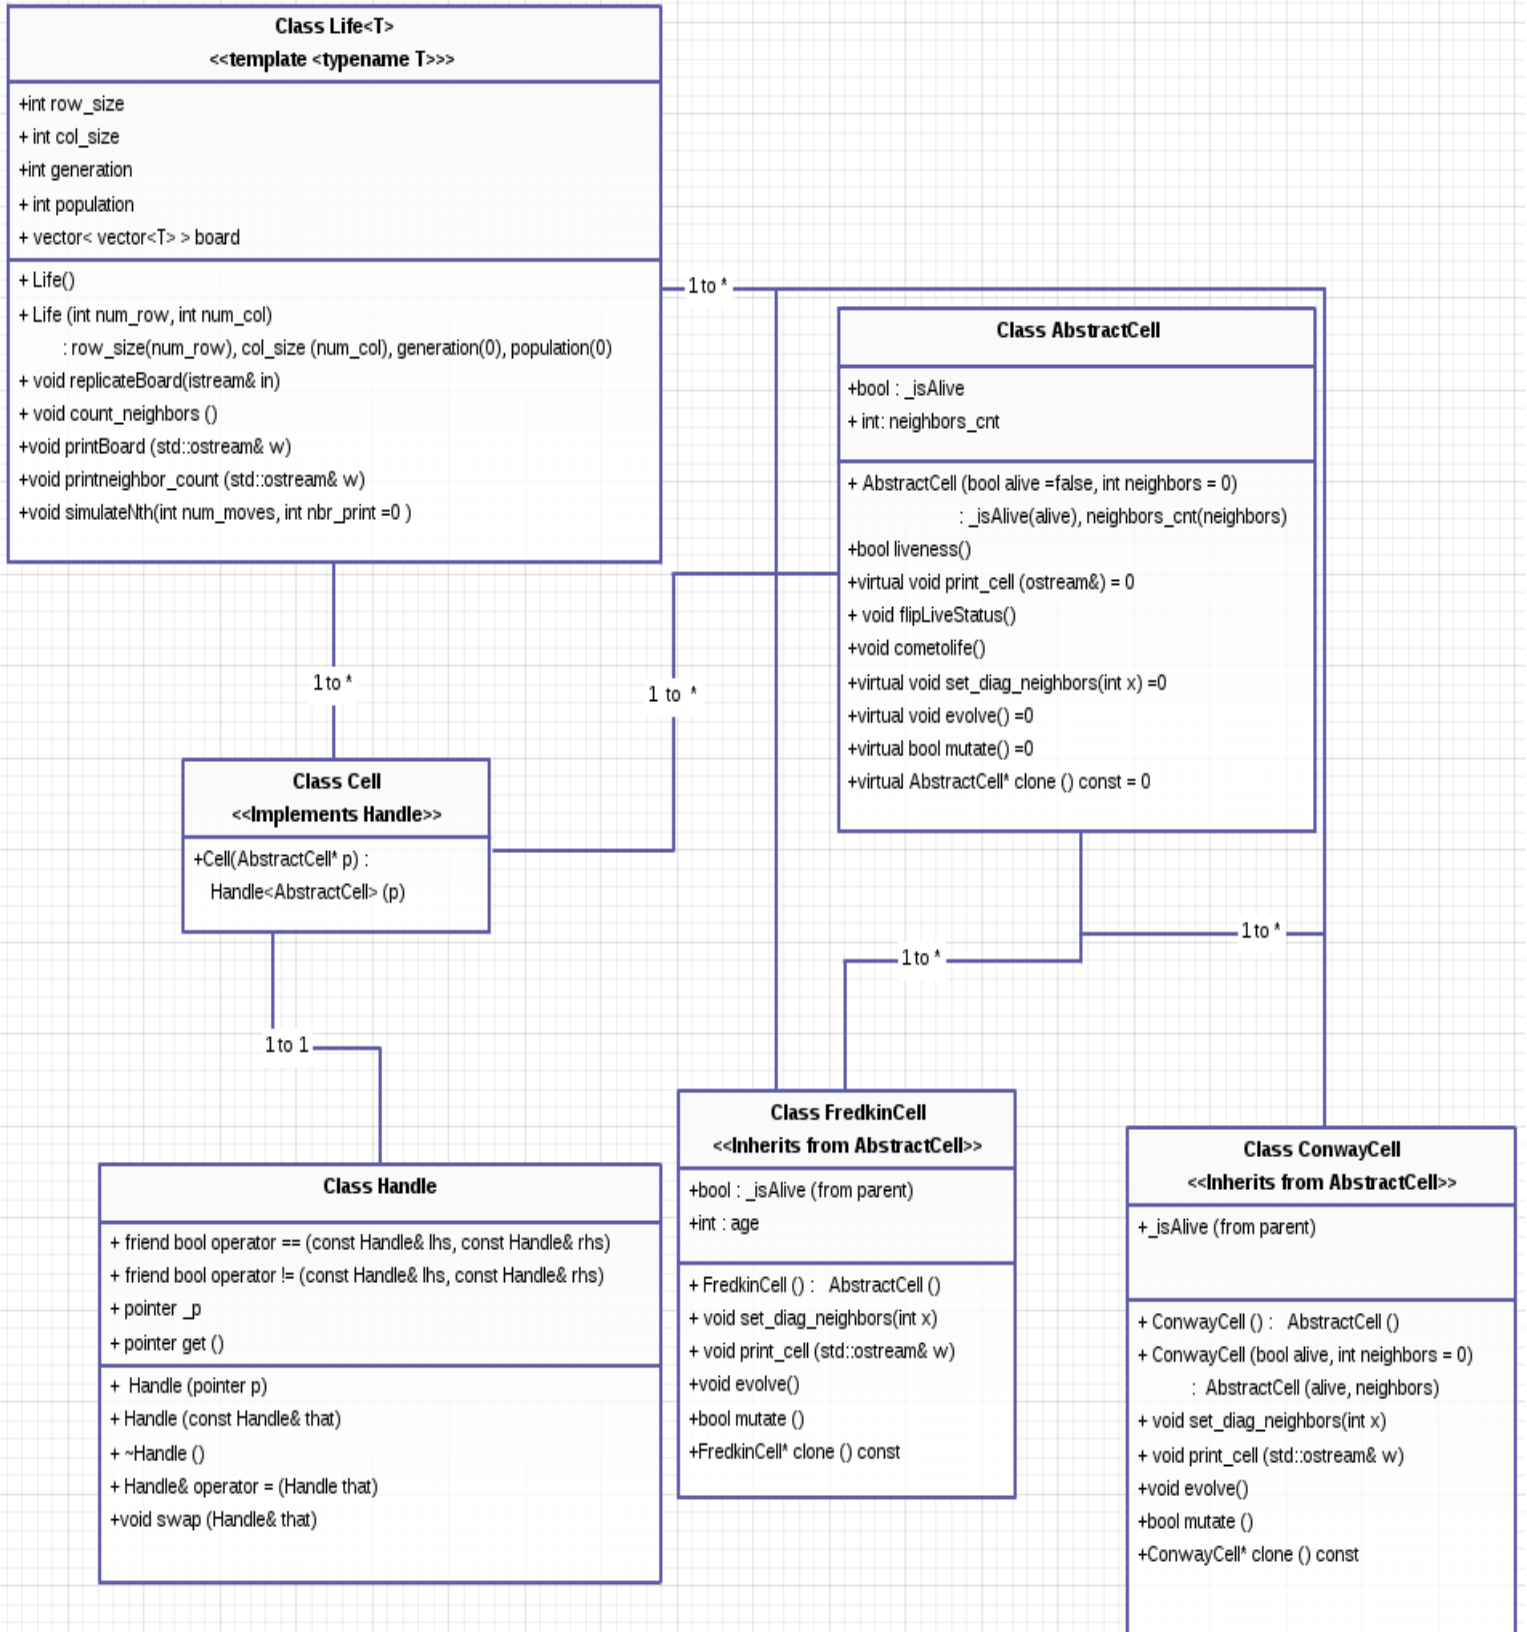 Class Life<T>
<<template <typename T>>>
+int row_size
+ int col_size
+int generation
+ int population
+ vector< vector<T> > board
+ Life()
+ Life (int num_row, int num_col)
: row_size(num_row), col_size (num_col), generation(0), population(0)
+ void replicateBoard(istream& in)
+ void count_neighbors ()
+void printBoard (std::ostream& w)
+void printneighbor_count (std::ostream& w)
+void simulateNth(int num_moves, int nbr_print =0 )
1 to *
Class AbstractCell
+bool : _isAlive
+ int: neighbors_cnt
+ AbstractCell (bool alive =false, int neighbors = 0)
: _isAlive(alive), neighbors_cnt(neighbors)
+bool liveness()
+virtual void print_cell (ostream&) = 0
+ void flipLiveStatus()
+void cometolife()
+virtual void set_diag_neighbors(int x) =0
+virtual void evolve() =0
+virtual bool mutate() =0
+virtual AbstractCell* clone () const = 0
1 to *
1 to *
Class Cell
<<Implements Handle>>
+Cell(AbstractCell* p) :
Handle<AbstractCell> (p)
1 to *
1 to *
1 to 1
Class Handle
+ friend bool operator == (const Handle& lhs, const Handle& rhs)
+ friend bool operator != (const Handle& lhs, const Handle& rhs)
+ pointer _p
+ pointer get ()
+ Handle (pointer p)
+ Handle (const Handle& that)
+ ~Handle ()
+ Handle& operator = (Handle that)
+void swap (Handle& that)
Class FredkinCell
<<Inherits from AbstractCell>>
+bool : _isAlive (from parent)
+int : age
+ FredkinCell () : AbstractCell ()
+ void set_diag_neighbors(int x)
+ void print_cell (std::ostream& w)
+void evolve()
+bool mutate ()
+FredkinCell* clone () const
Class ConwayCell
<<Inherits from AbstractCell>>
+_isAlive (from parent)
+ ConwayCell () : AbstractCell ()
+ ConwayCell (bool alive, int neighbors = 0)
: AbstractCell (alive, neighbors)
+ void set_diag_neighbors(int x)
+ void print_cell (std::ostream& w)
+void evolve()
+bool mutate ()
+ConwayCell* clone () const